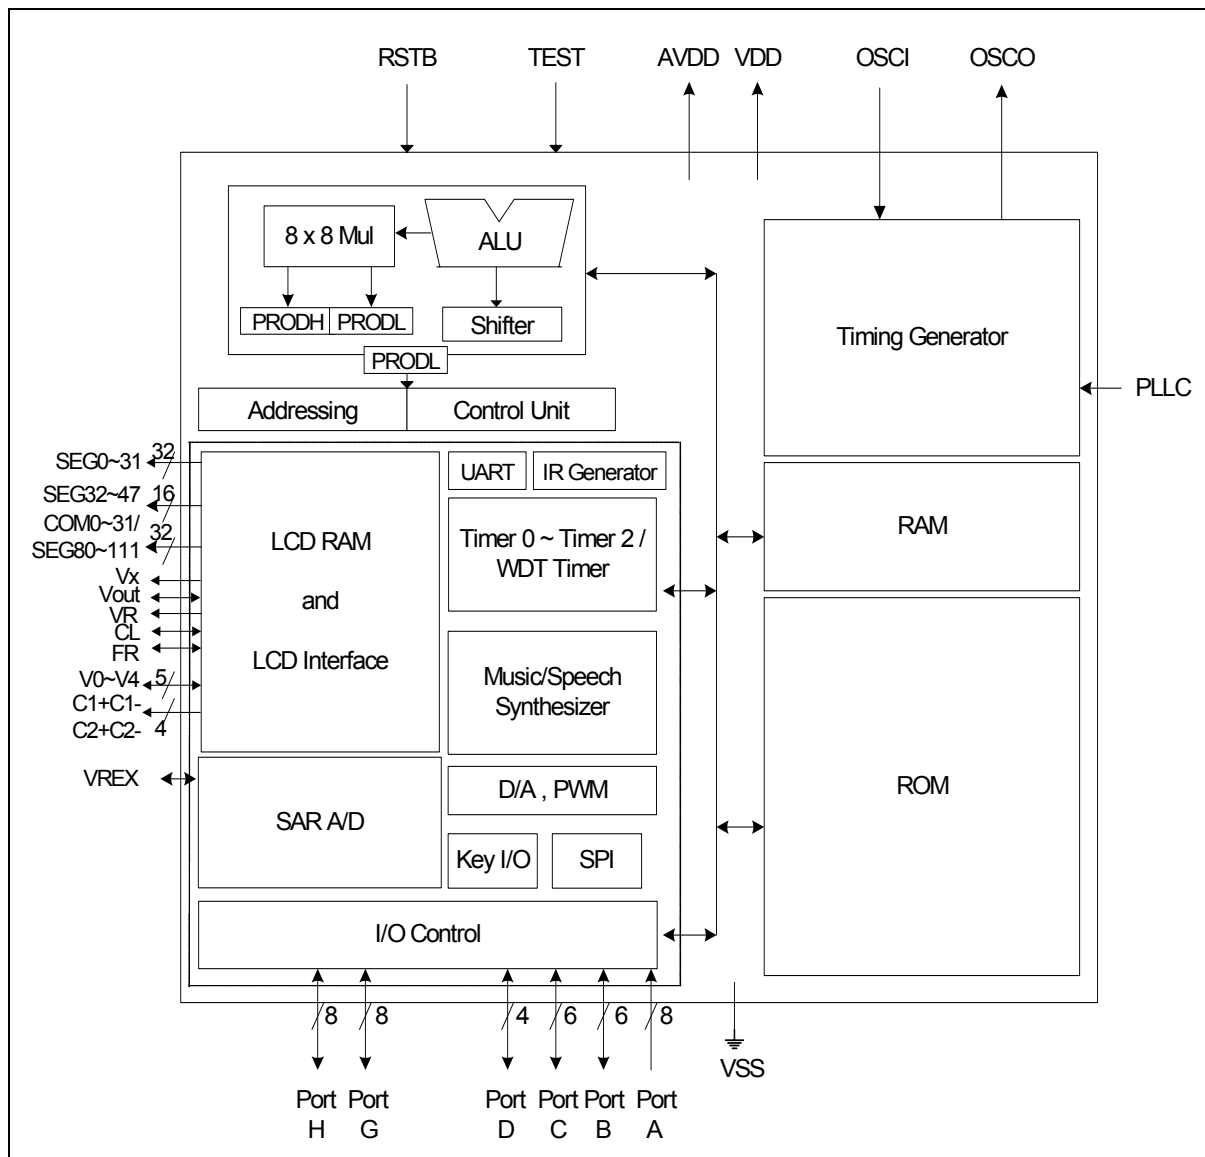 RSTB
TEST
AVDD
VDD
OSCI
OSCO
8 x 8 Mul
ALU
PRODH
PRODL
Shifter
PRODL
Timing Generator
PLLC
Addressing
Control Unit
SEG0~31
32
SEG32~47
16
COM0~31/
SEG80~111
32
Vx
Vout
VR
CL
FR
V0~V4
5
C1+C1-
C2+C2-
4
VREX
LCD RAM
and
LCD Interface
UART
IR Generator
Timer 0 ~ Timer 2 /
WDT Timer
Music/Speech
Synthesizer
D/A , PWM
SAR A/D
Key I/O
SPI
I/O Control
RAM
ROM
8
8
4
6
6
8
VSS
Port
H
Port
G
Port
D
Port
C
Port
B
Port
A